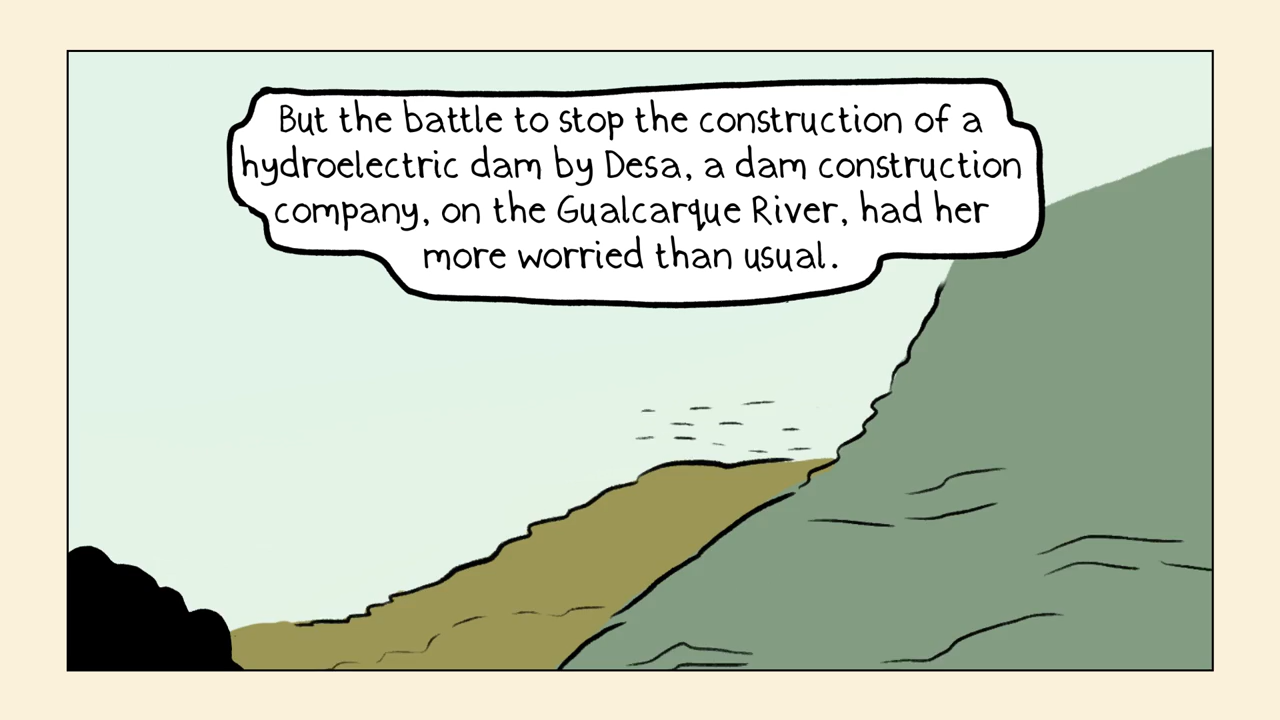 But the battle to stop the construction of a
hydroelectric dam by Desa, a dam construction
company, on the Gualcarque River, had her
more worried than usual.